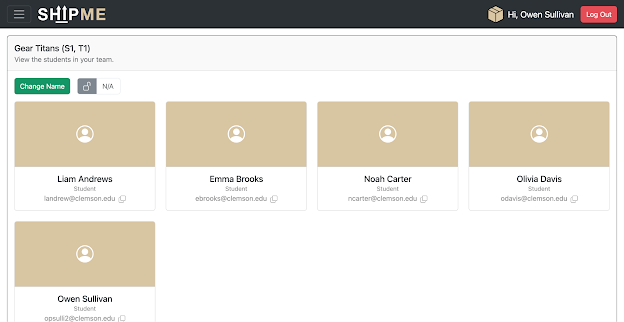 SHIPME
Hi, Owen Sullivan
Log Out
Gear Titans (S1, T1)
View the students in your team.
Change Name
N/A
Liam Andrews
Student
landrew@clemson.edu
Emma Brooks
Student
ebrooks@clemson.edu
Noah Carter
Student
ncarter@clemson.edu
Olivia Davis
Student
odavis@clemson.edu
Owen Sullivan
Student
opsulli2@clemson.edu